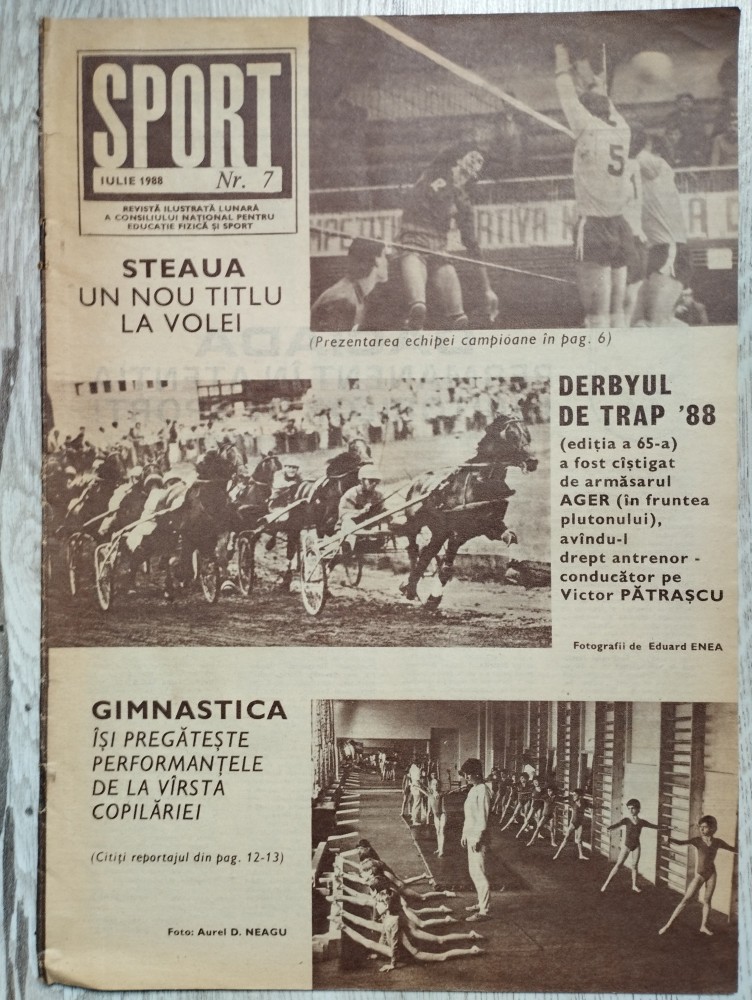 SPORT
IULIE 1988 Nr. 7
REVISTĂ ILUSTRATĂ LUNARĂ
A CONSILIULUI NAȚIONAL PENTRU
EDUCAȚIE FIZICĂ ȘI SPORT
STEAUA
UN NOU TITLU
LA VOLEI
5
(Prezentarea echipei campioane în pag. 6)
DERBYUL
DE TRAP '88
(ediția a 65-a)
a fost cîștigat
de armăsarul
AGER (în fruntea
plutonului),
avîndu-l
drept antrenor -
conducător pe
Victor PĂTRAȘCU
Fotografii de Eduard ENEA
GIMNASTICA
ÎȘI PREGĂTEȘTE
PERFORMANȚELE
DE LA VÎRSTA
COPILĂRIEI
(Citiți reportajul din pag. 12-13)
Foto: Aurel D. NEAGU